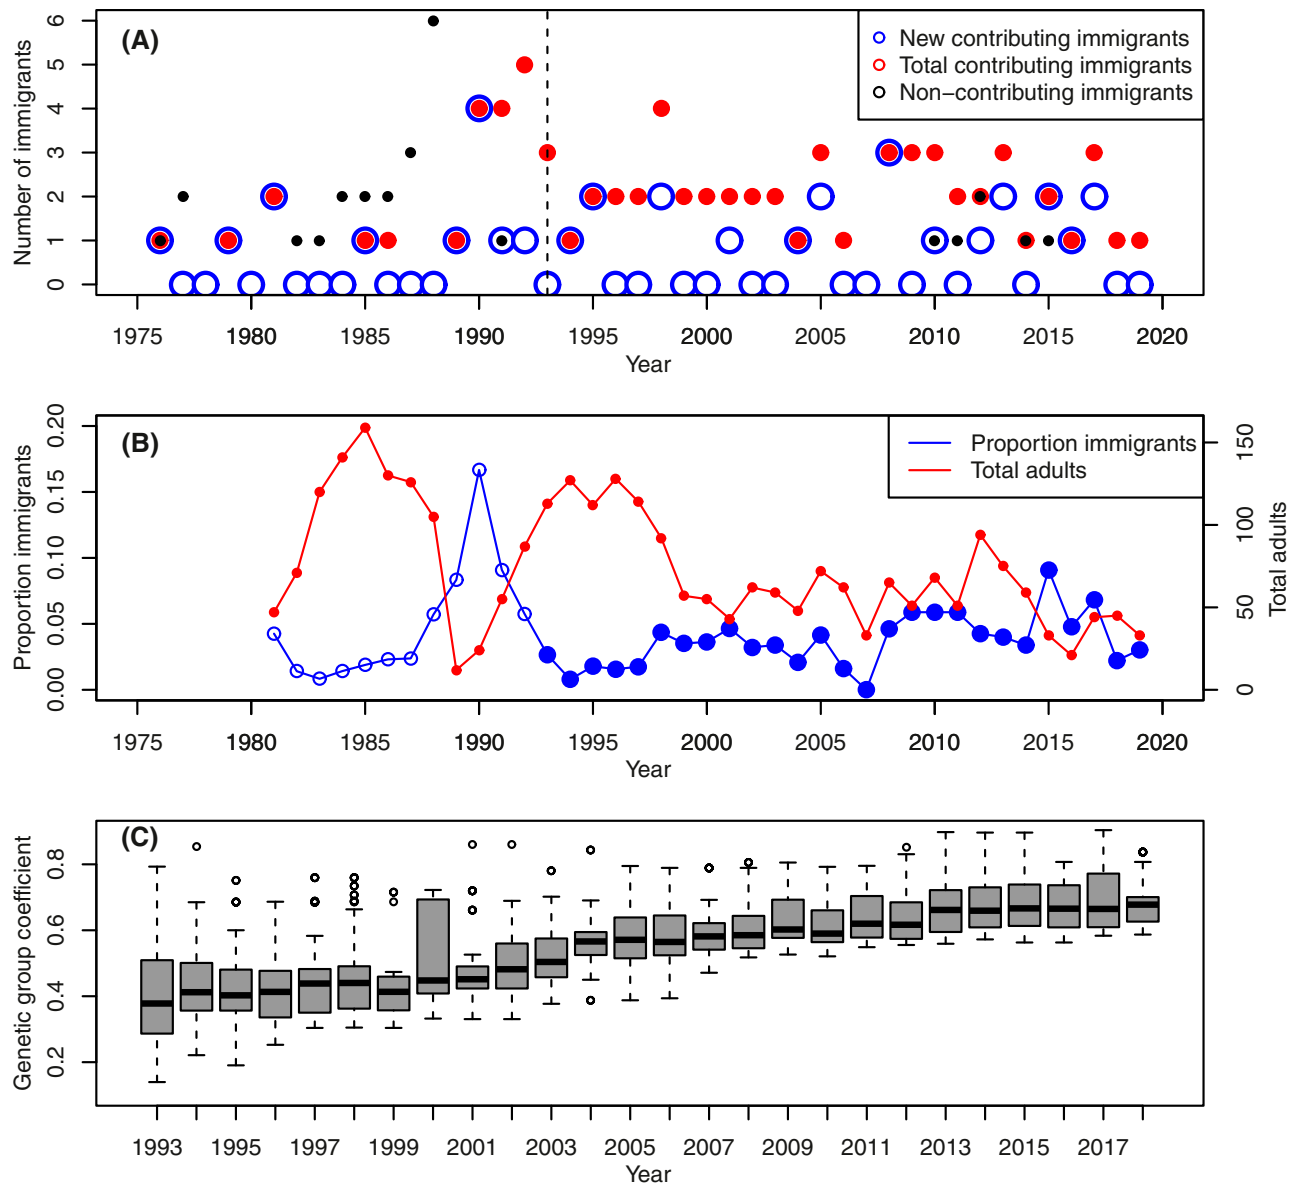 (A)
New contributing immigrants
Total contributing immigrants
Non−contributing immigrants
Number of immigrants
6
5
4
3
2
1
0
1975 1980 1985 1990 1995 2000 2005 2010 2015 2020
Year
(B)
Proportion immigrants
Total adults
Proportion immigrants
0.20
0.15
0.10
0.05
0.00
150
100
50
0
Total adults
1975 1980 1985 1990 1995 2000 2005 2010 2015 2020
Year
(C)
Genetic group coefficient
0.8
0.6
0.4
0.2
1993 1995 1997 1999 2001 2003 2005 2007 2009 2011 2013 2015 2017
Year